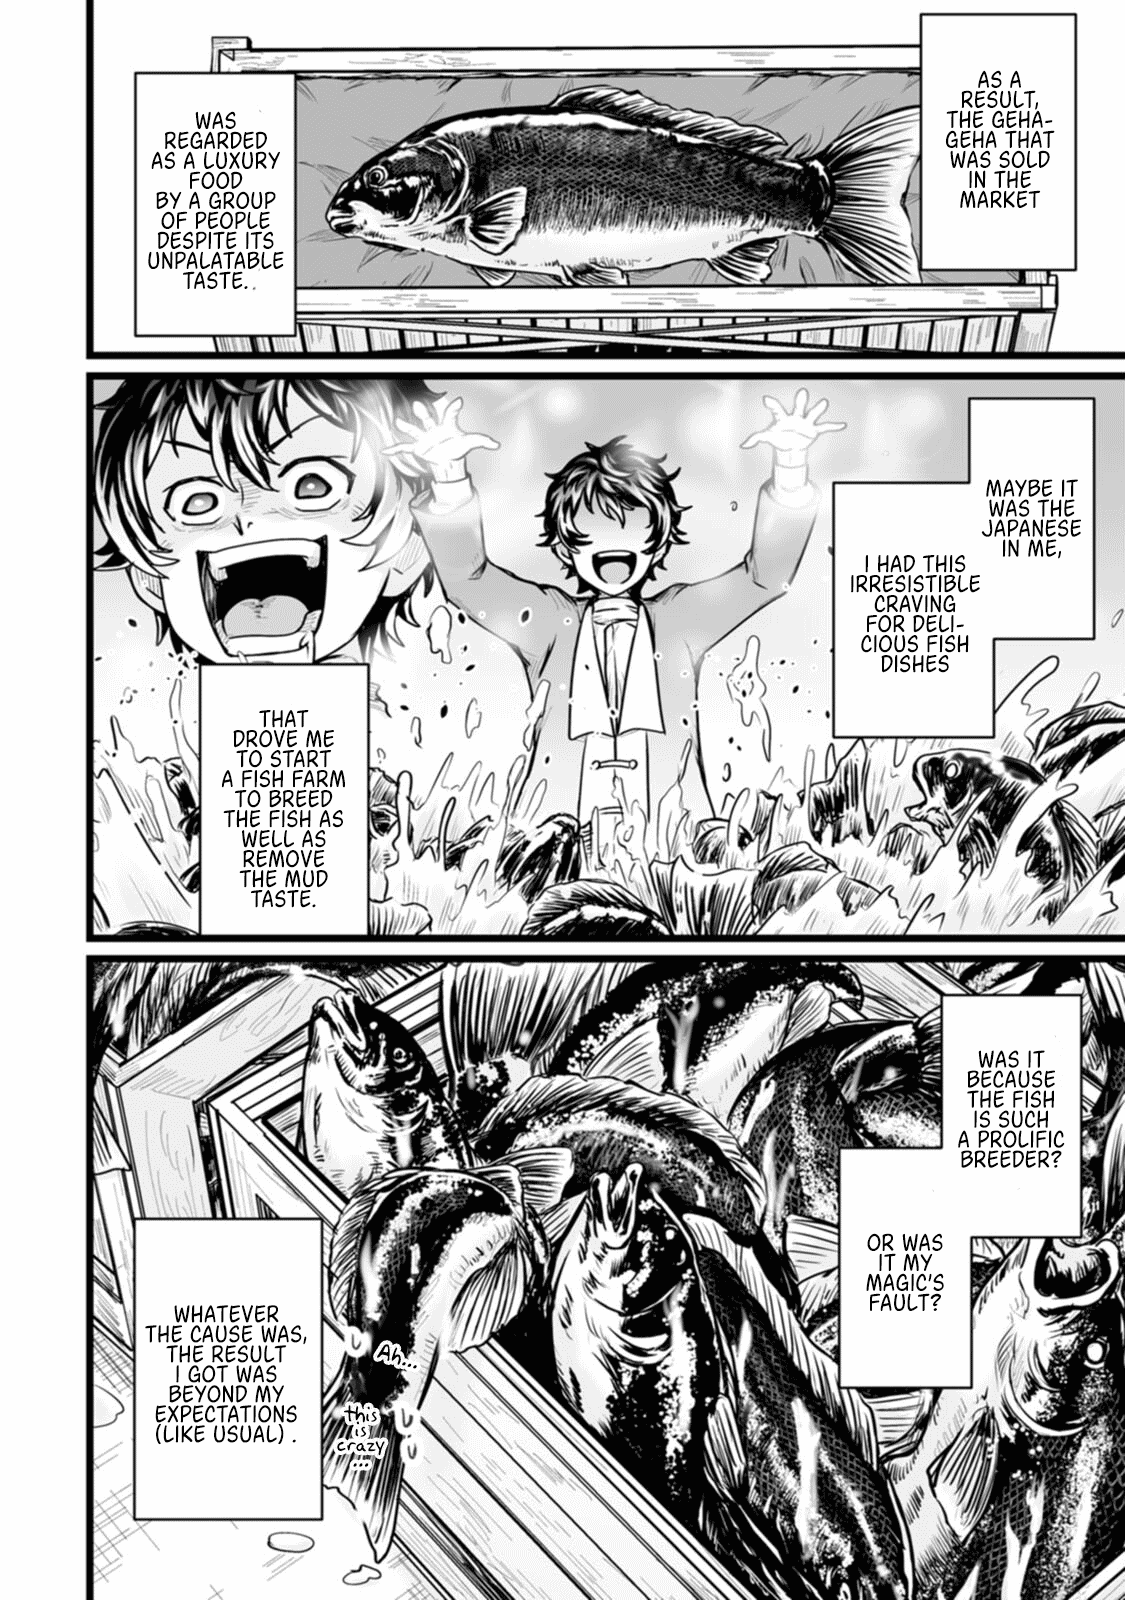 AS A
RESULT,
THE GEHA-
GEHA THAT
WAS SOLD
IN THE
MARKET
WAS
REGARDED
AS A LUXURY
FOOD
BY A GROUP
OF PEOPLE
DESPITE ITS
UNPALATABLE
TASTE.
MAYBE IT
WAS THE
JAPANESE
IN ME,
I HAD THIS
IRRESISTIBLE
CRAVING
FOR DELI-
CIOUS FISH
DISHES
THAT
DROVE ME
TO START
A FISH FARM
TO BREED
THE FISH AS
WELL AS
REMOVE
THE MUD
TASTE.
WAS IT
BECAUSE
THE FISH
IS SUCH
A PROLIFIC
BREEDER?
OR WAS
IT MY
MAGIC'S
FAULT?
Ah...
this
is
crazy
...
WHATEVER
THE CAUSE WAS,
THE RESULT
I GOT WAS
BEYOND MY
EXPECTATIONS
(LIKE USUAL) .